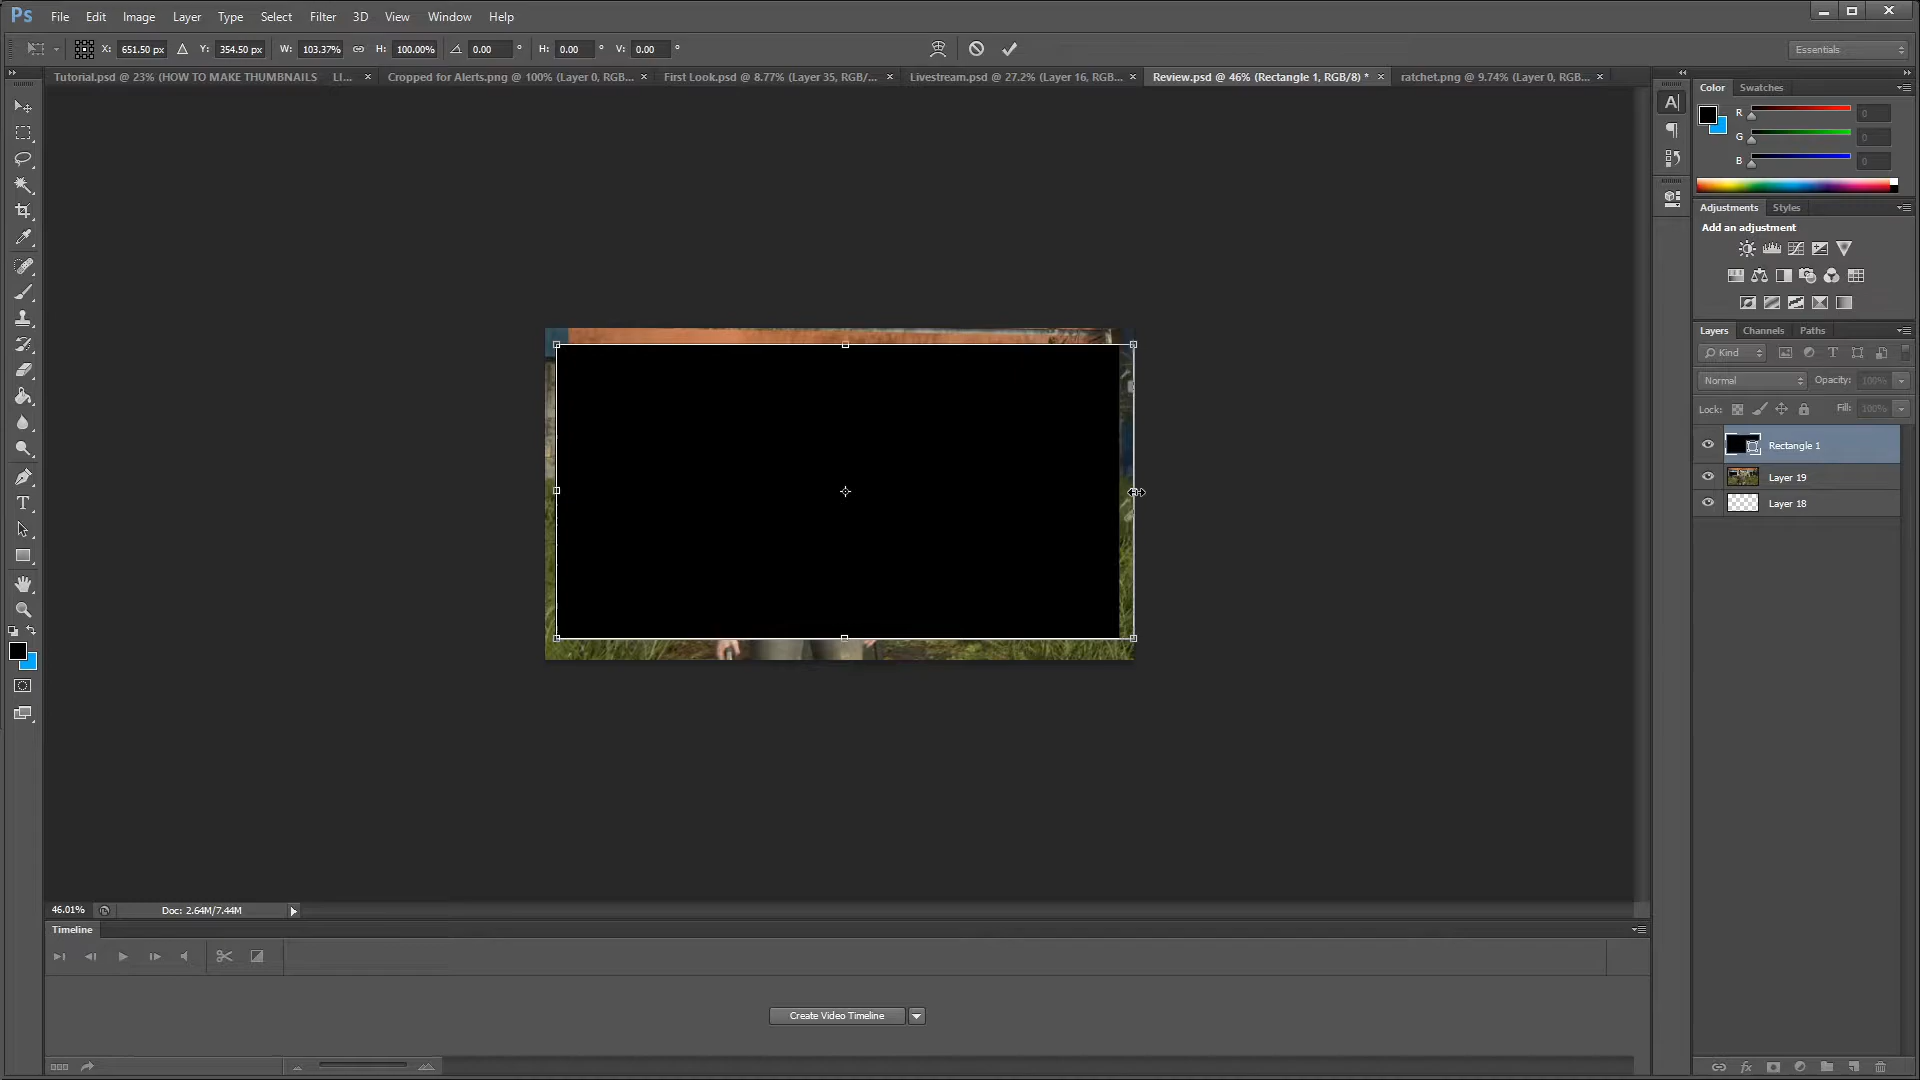 Ps File Edit Image Layer Type Select Filter 3D View Window Help
X: 651.50 px Y: 354.50 px W: 103.37% H: 100.00% 0.00 ° H: 0.00 ° V: 0.00 ° Essentials
Tutorial.psd @ 23% (HOW TO MAKE THUMBNAILS LI... × Cropped for Alerts.png @ 100% (Layer 0, RGB... × First Look.psd @ 8.77% (Layer 35, RGB/... × Livestream.psd @ 27.2% (Layer 16, RGB... × Review.psd @ 46% (Rectangle 1, RGB/8) * × ratchet.png @ 9.74% (Layer 0, RGB... ×
Color Swatches
R 0
G 0
B 0
Adjustments Styles
Add an adjustment
Layers Channels Paths
Kind
Normal Opacity: 100%
Lock: Fill: 100%
Rectangle 1
Layer 19
Layer 18
46.01% Doc: 2.64M/7.44M
Timeline
Create Video Timeline